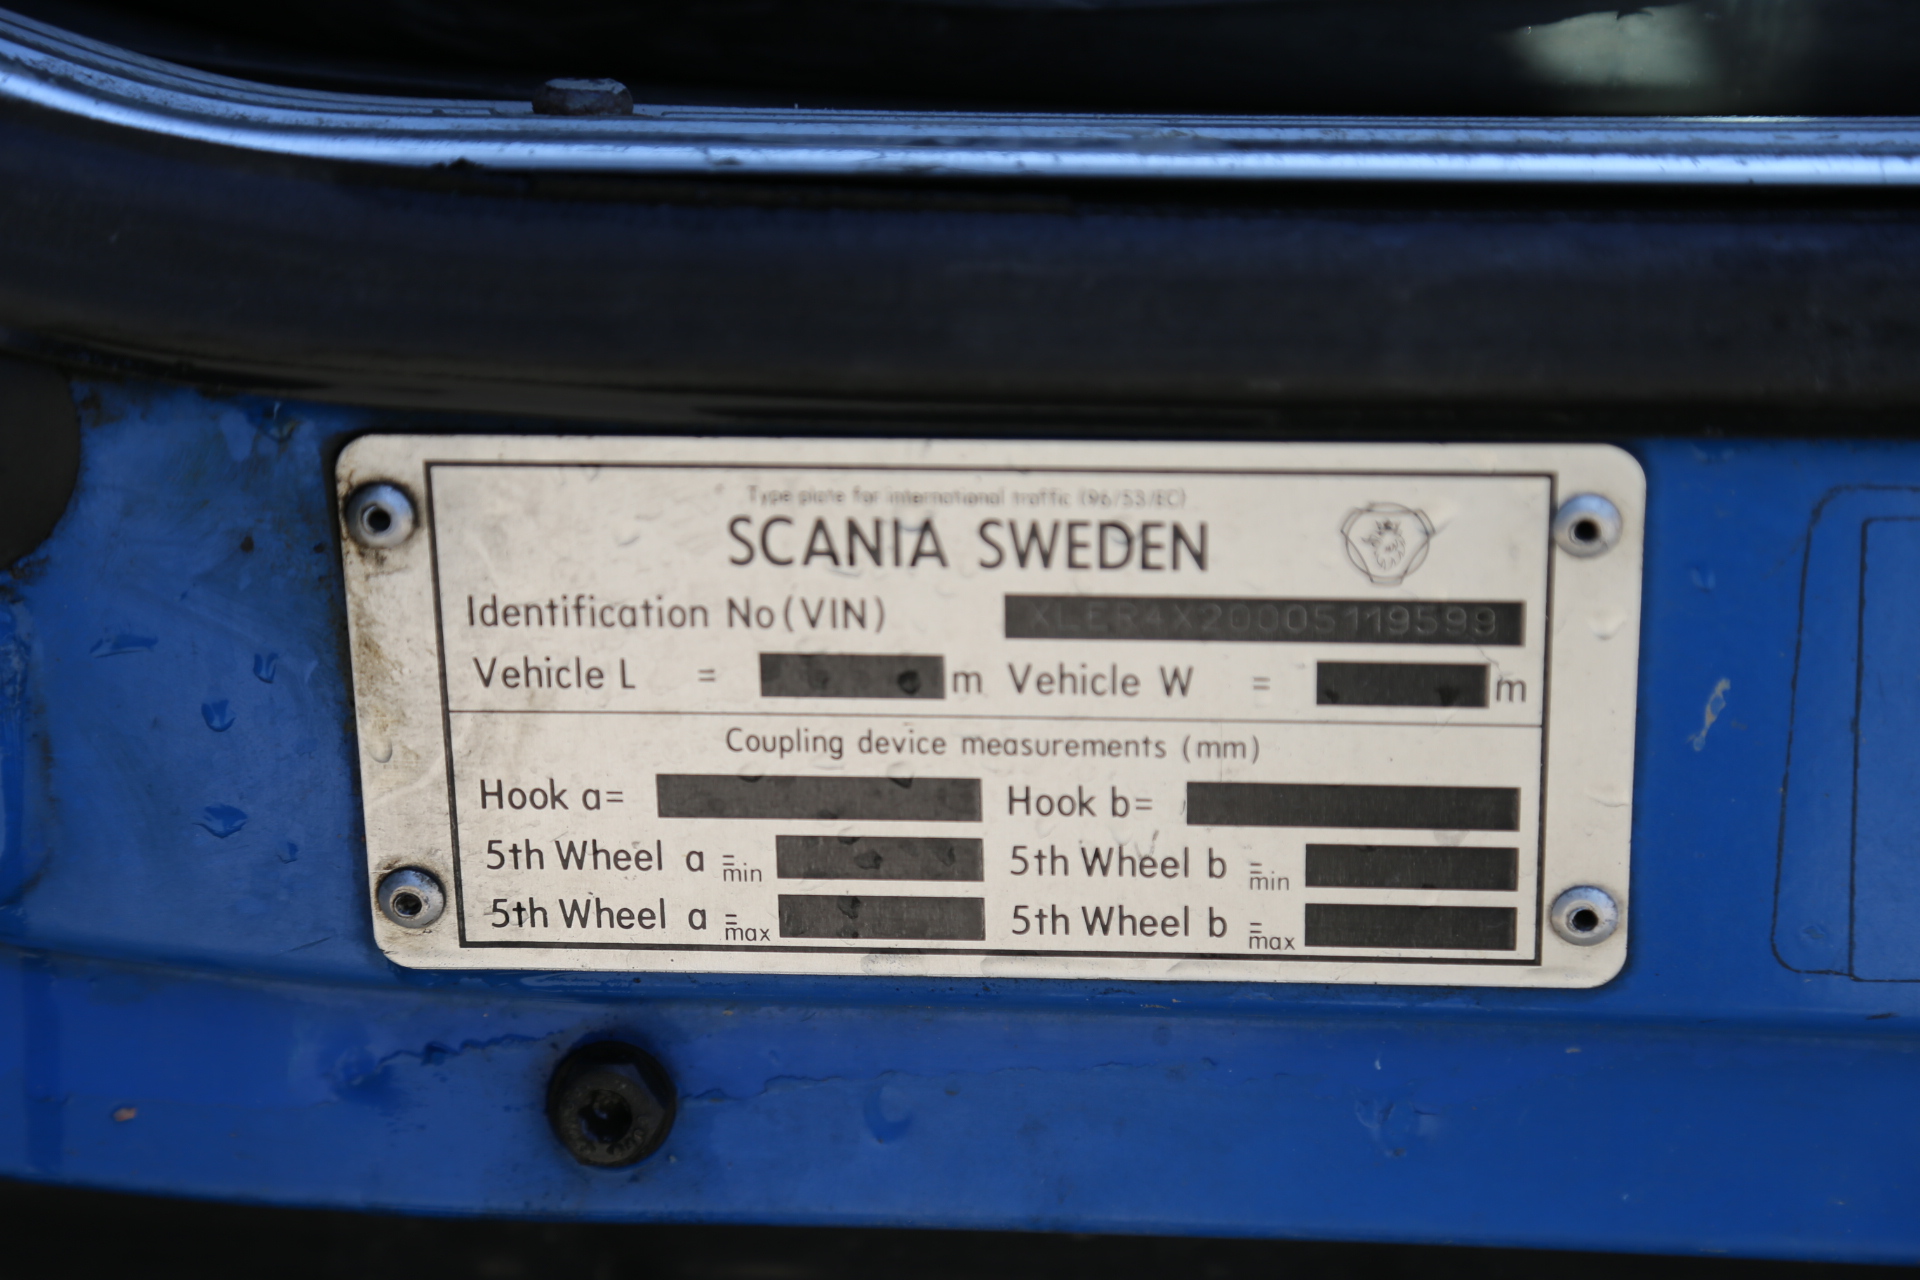 Type plate for international traffic (96/53/EC)
SCANIA SWEDEN
Identification No (VIN) XLER4X20005119599
Vehicle L = m Vehicle W = m
Coupling device measurements (mm)
Hook a= Hook b=
5th Wheel a = min 5th Wheel b = min
5th Wheel a = max 5th Wheel b = max